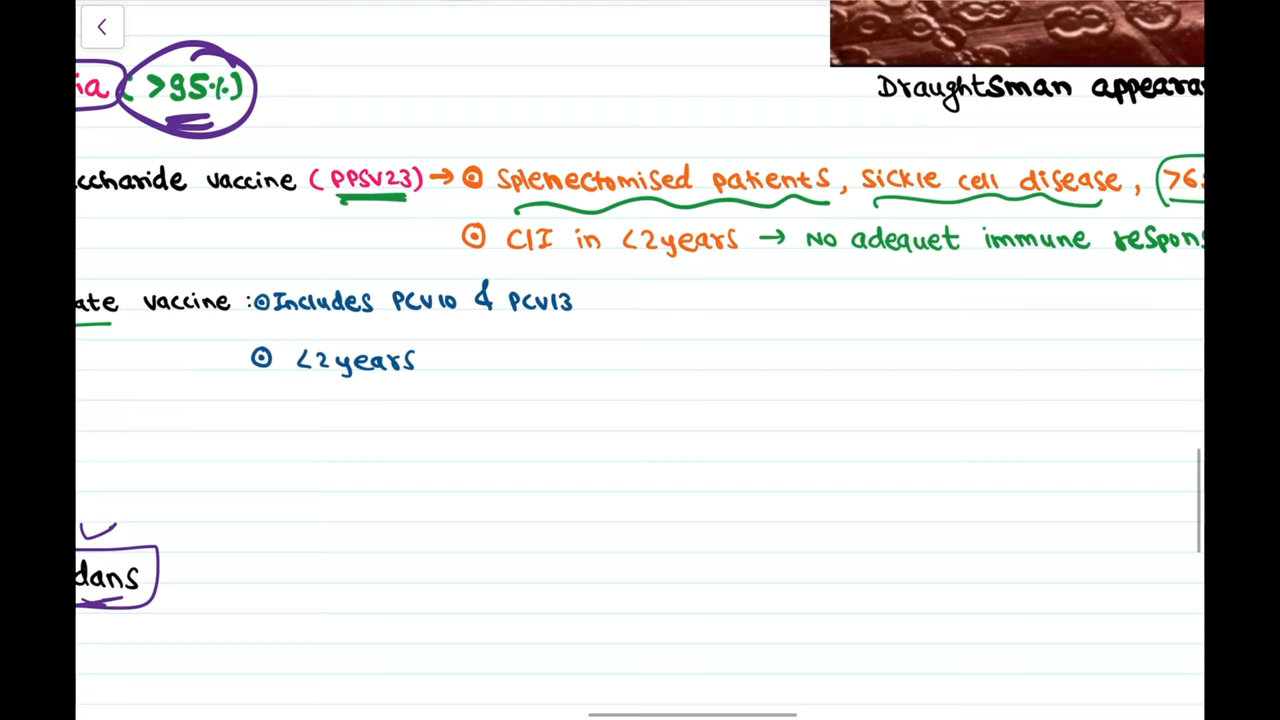 ia (>95%)
Draughtsman appeara
ccharide vaccine (PPSV23) → ⊙ Splenectomised patients, Sickle cell disease, >6
⊙ C/I in <2years → No adequet immune respons
ate vaccine : ⊙ Includes PCV10 & PCV13
⊙ <2years
dans